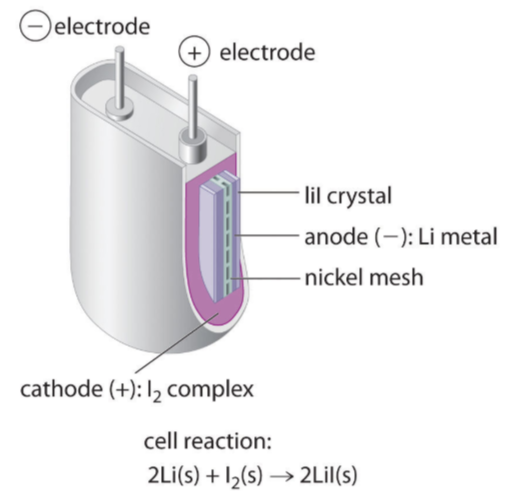 − electrode
+ electrode
lil crystal
anode (−): Li metal
nickel mesh
cathode (+): I₂ complex
cell reaction:
2Li(s) + I₂(s) → 2LiI(s)